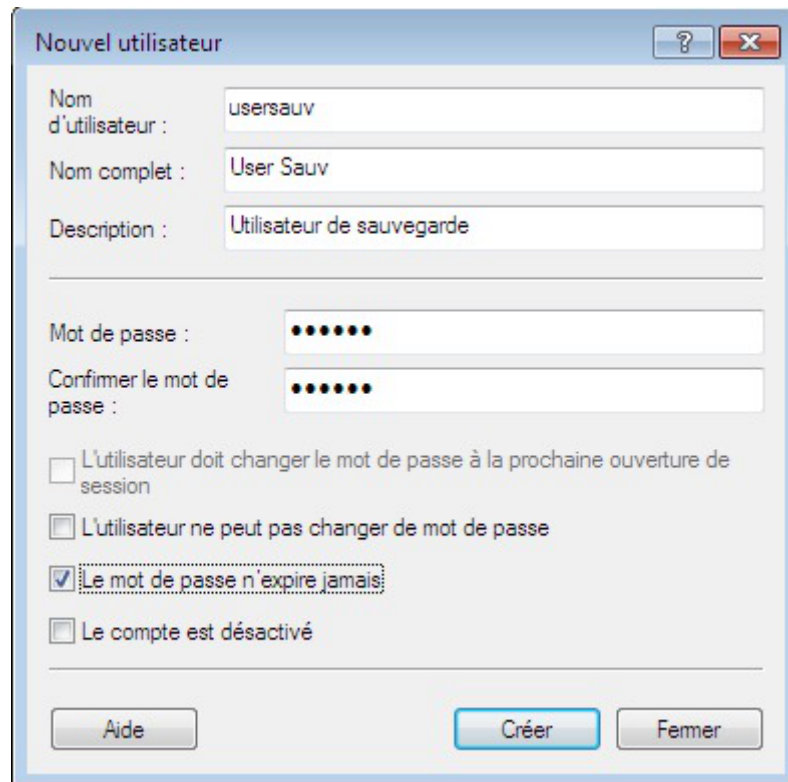 Nouvel utilisateur
Nom
d'utilisateur :
usersauv
Nom complet :
User Sauv
Description :
Utilisateur de sauvegarde
Mot de passe :
●●●●●●
Confirmer le mot de
passe :
●●●●●●
L'utilisateur doit changer le mot de passe à la prochaine ouverture de
session
L'utilisateur ne peut pas changer de mot de passe
Le mot de passe n'expire jamais
Le compte est désactivé
Aide
Créer
Fermer